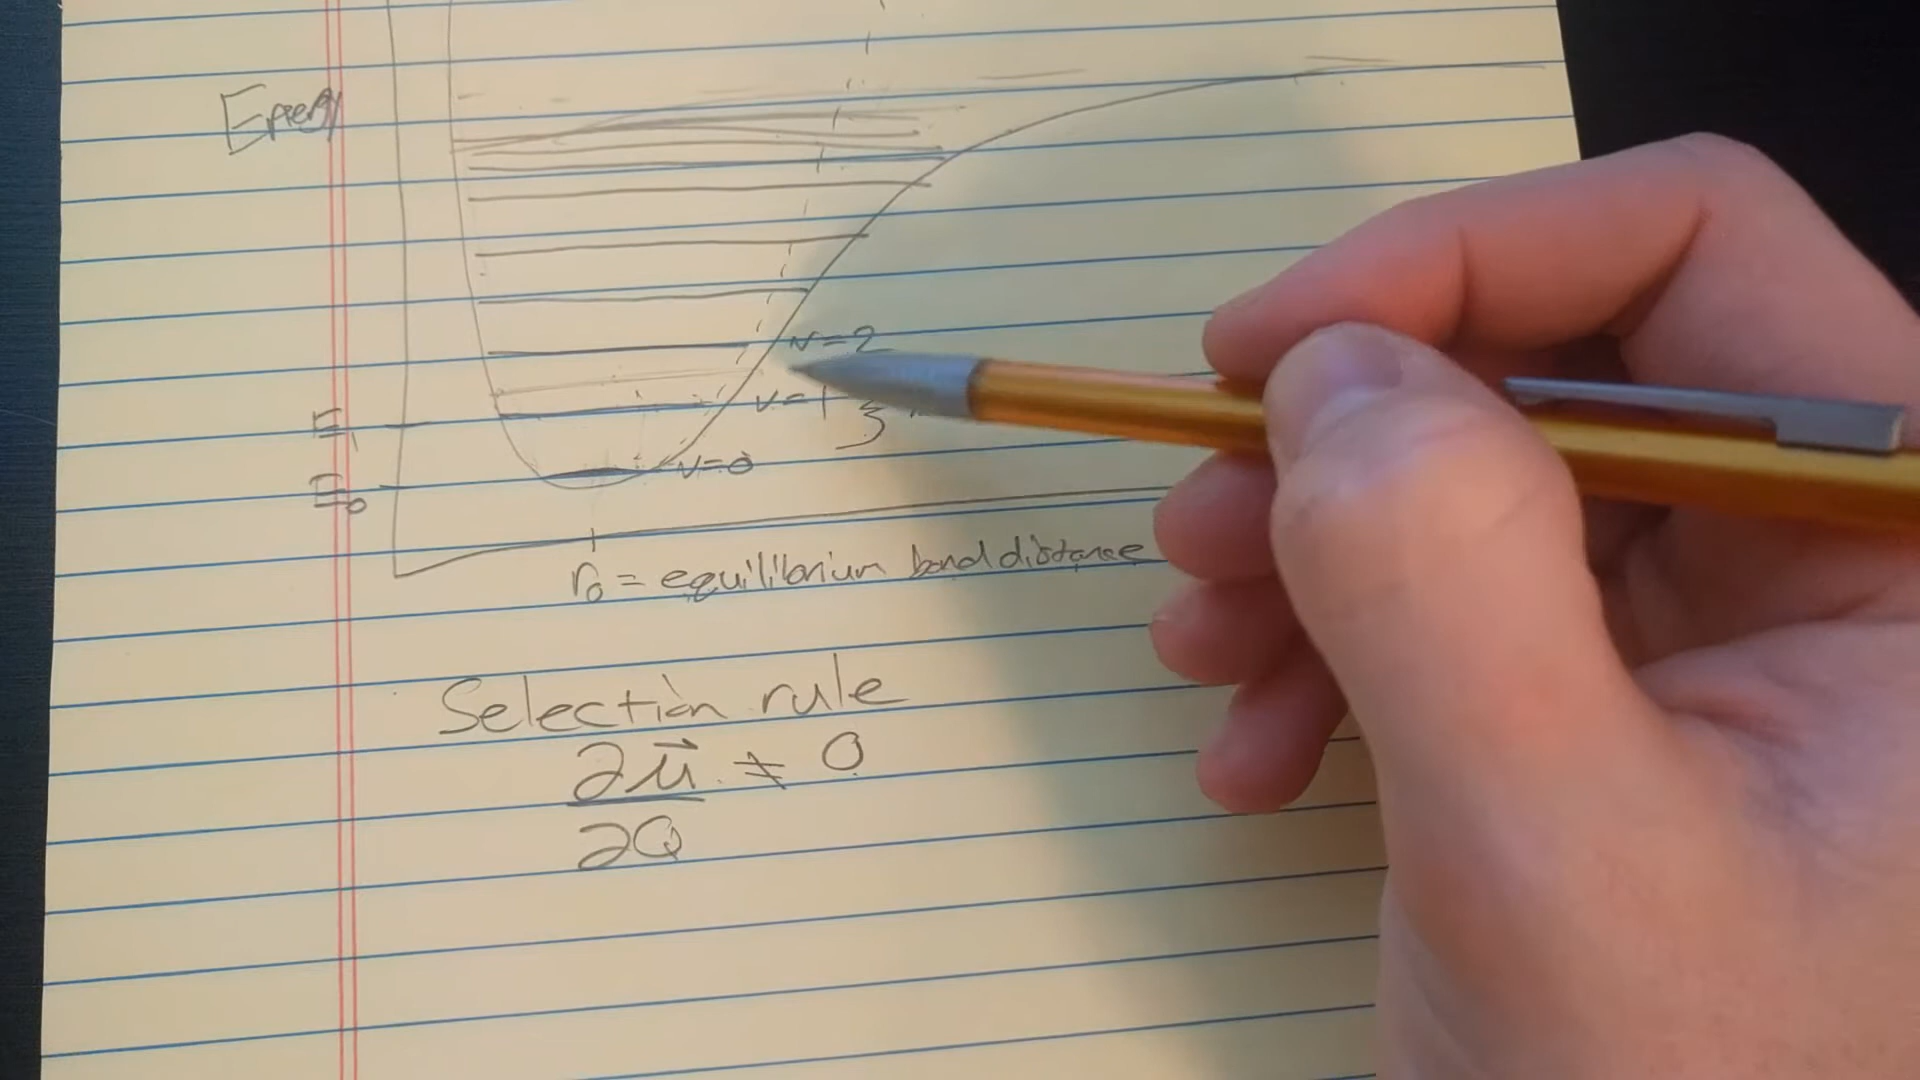 Energy
v=2
v=1
E1
v=0
E0
r0 = equilibrium bond distance
Selection rule
∂μ⃗ ≠ 0
∂Q